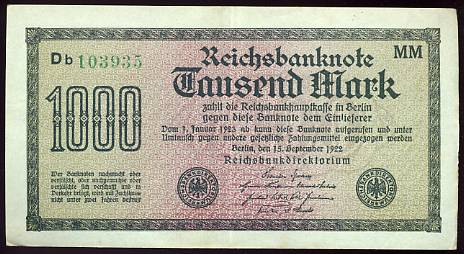 Db 103935
Reichsbanknote
MM
Tausend Mark
1000
zahlt die Reichsbankhauptkasse in Berlin
gegen diese Banknote dem Einlieferer
Vom 1. Januar 1923 ab kann diese Banknote aufgerufen und unter
Umtausch gegen andere gesetzliche Zahlungsmittel eingezogen werden
Berlin, den 15. September 1922
Reichsbankdirektorium
Wer Banknoten nachmacht oder
verfälscht, oder nachgemachte oder
verfälschte sich verschafft und in
Verkehr bringt, wird mit Zuchthaus
nicht unter zwei Jahren bestraft